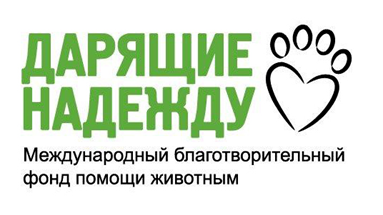 ДАРЯЩИЕ
НАДЕЖДУ
Международный благотворительный
фонд помощи животным